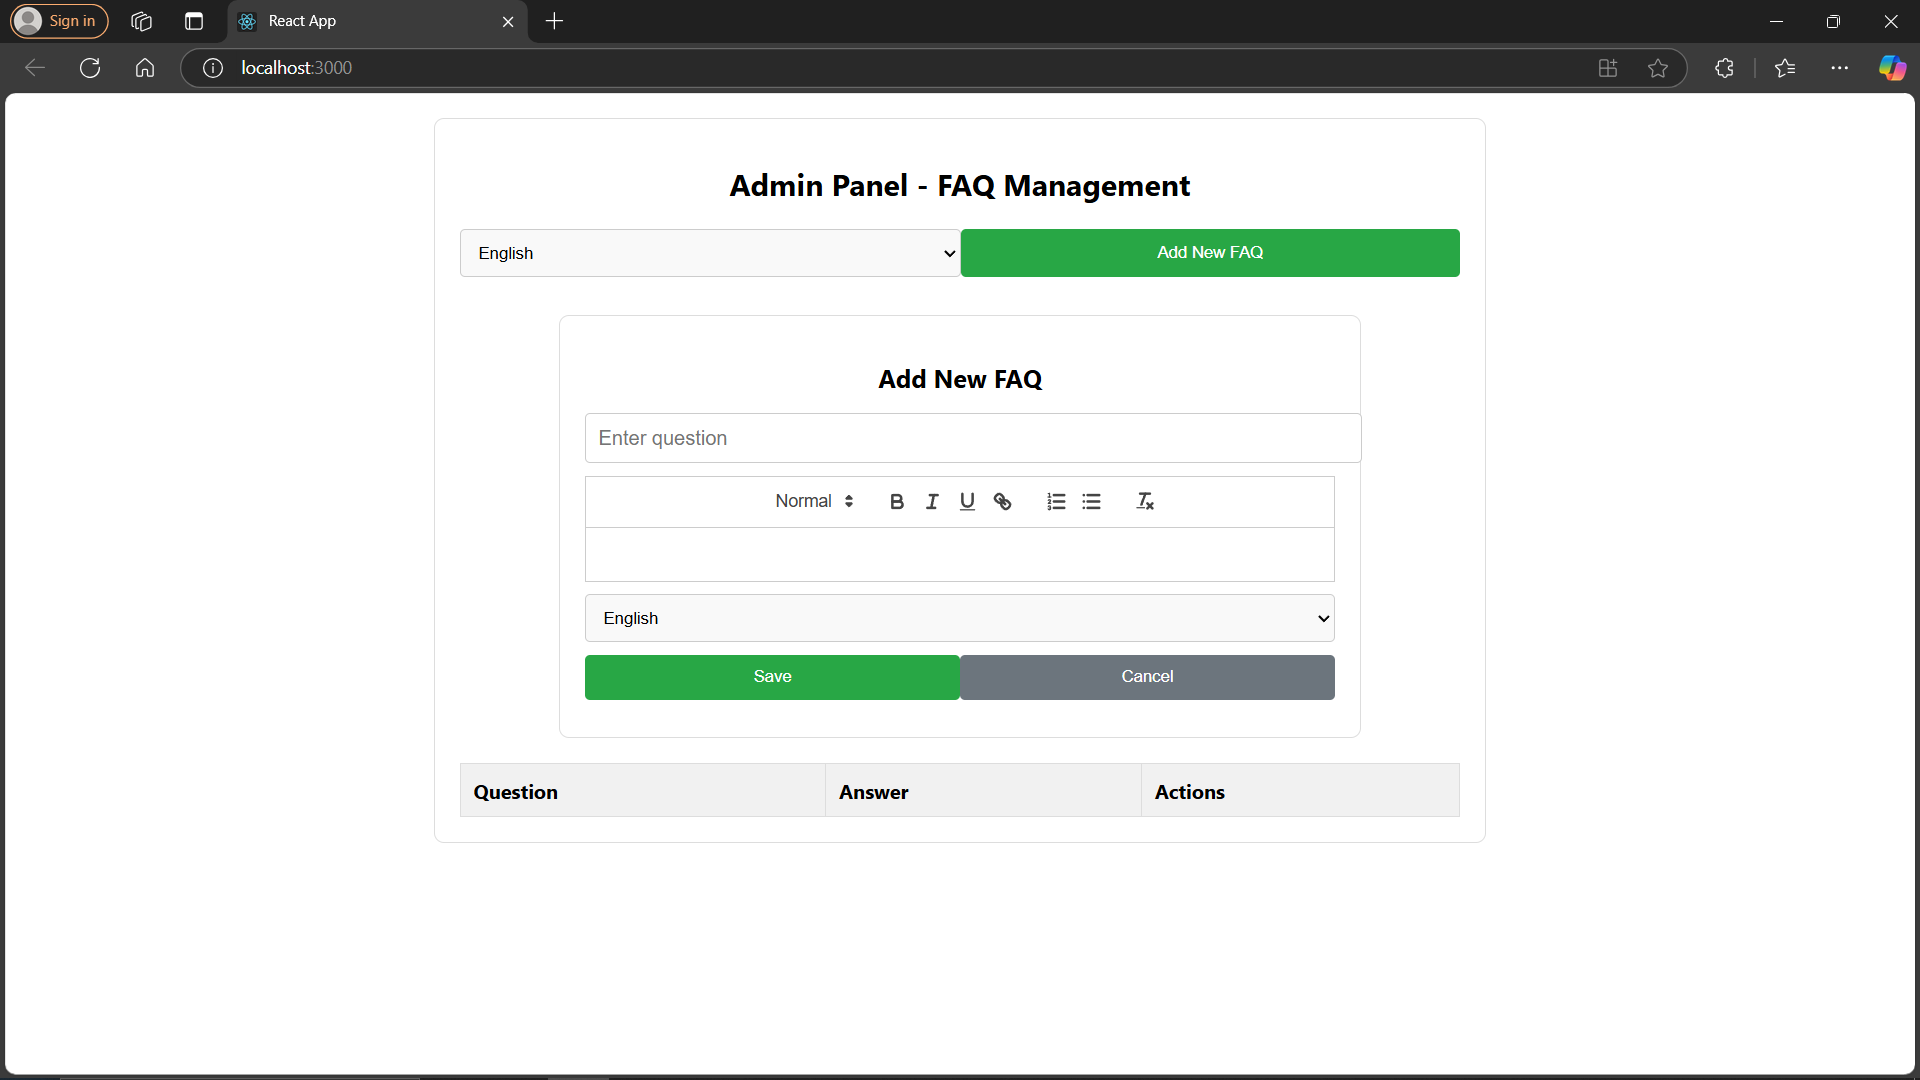 Sign in
React App
localhost:3000
Admin Panel - FAQ Management
English
Add New FAQ
Add New FAQ
Enter question
Normal B I U
English
Save
Cancel
Question Answer Actions